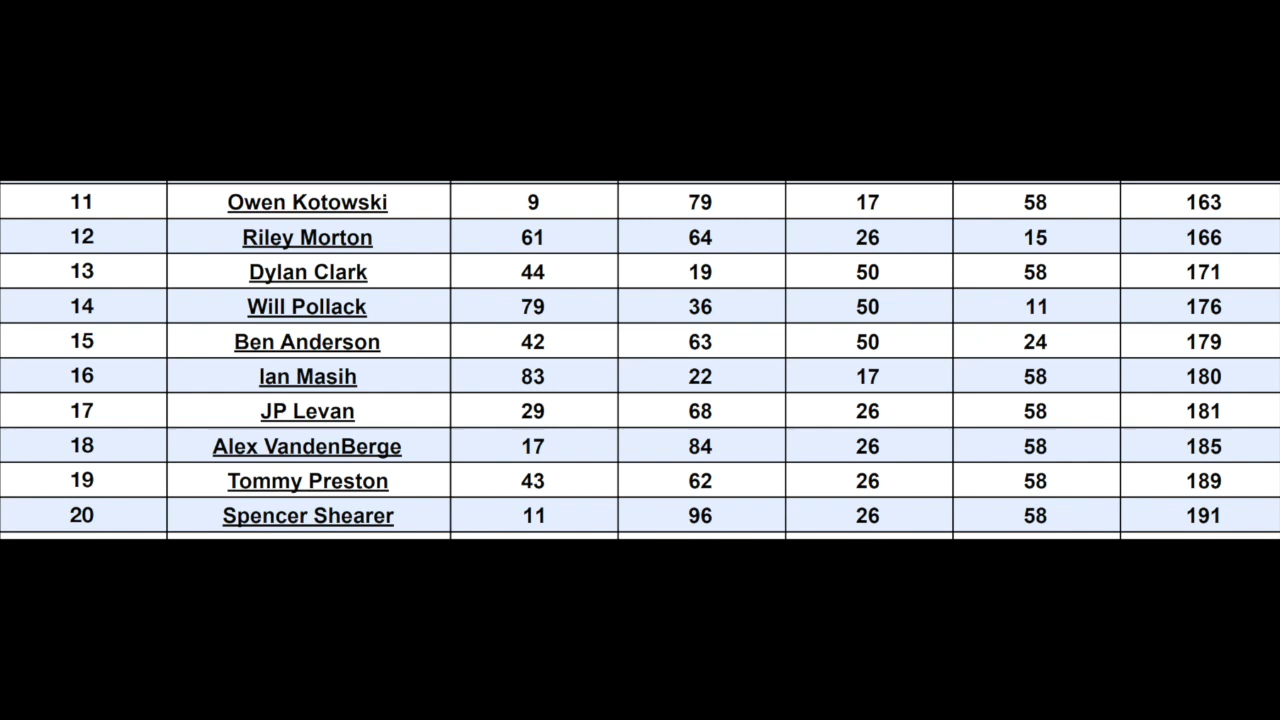 11 Owen Kotowski 9 79 17 58 163
12 Riley Morton 61 64 26 15 166
13 Dylan Clark 44 19 50 58 171
14 Will Pollack 79 36 50 11 176
15 Ben Anderson 42 63 50 24 179
16 Ian Masih 83 22 17 58 180
17 JP Levan 29 68 26 58 181
18 Alex VandenBerge 17 84 26 58 185
19 Tommy Preston 43 62 26 58 189
20 Spencer Shearer 11 96 26 58 191